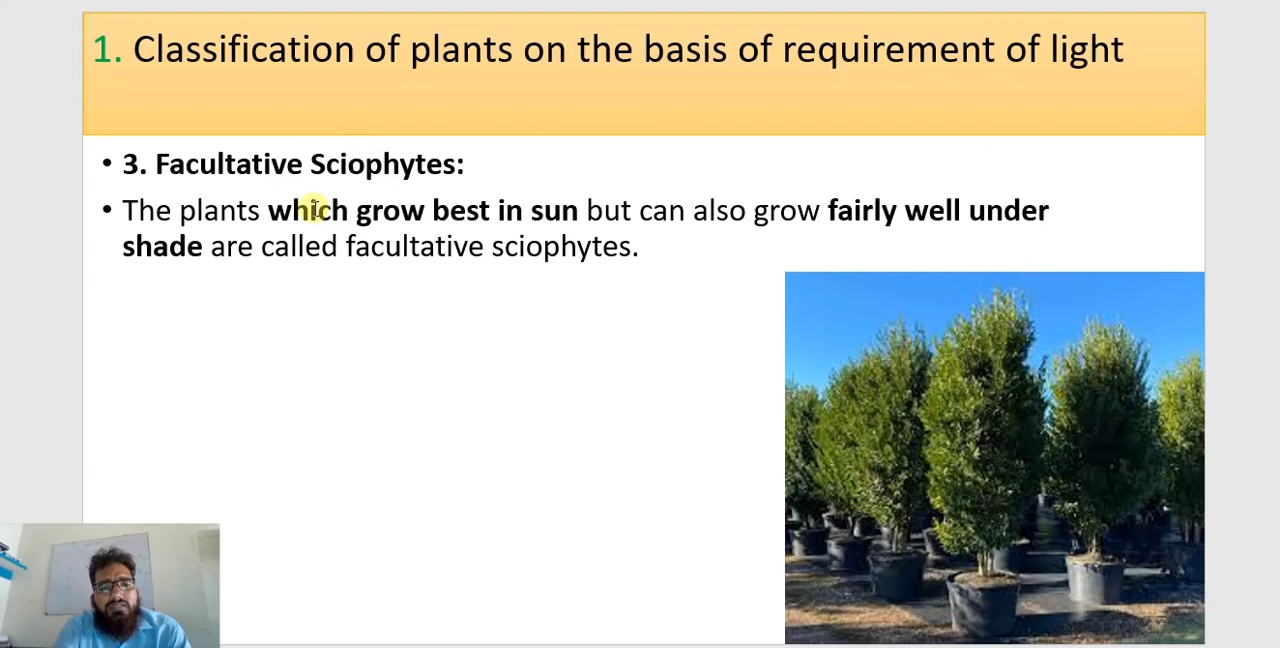 1. Classification of plants on the basis of requirement of light
• 3. Facultative Sciophytes:
• The plants which grow best in sun but can also grow fairly well under
shade are called facultative sciophytes.